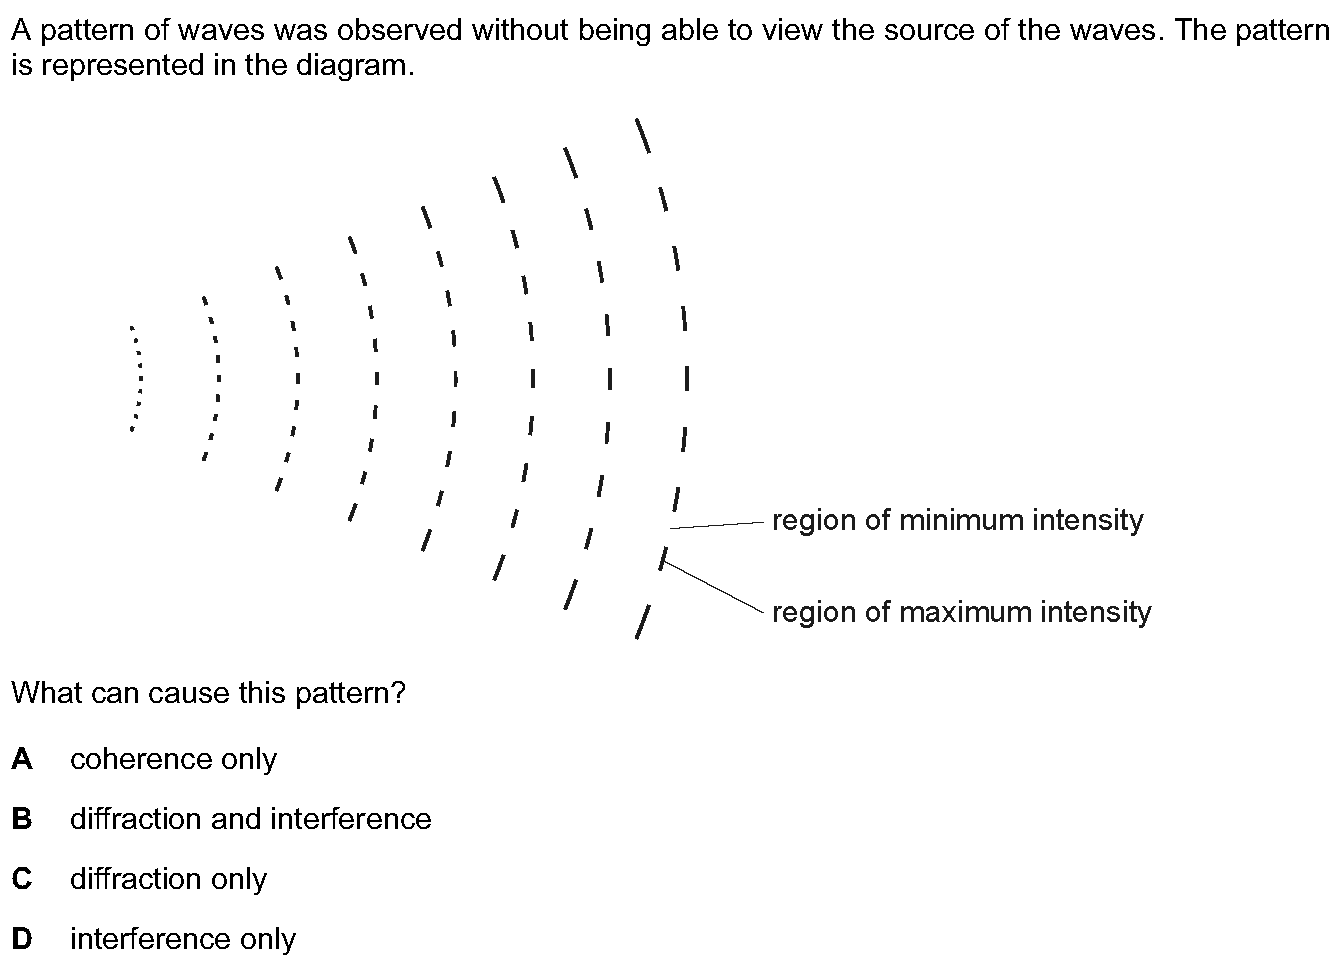 A pattern of waves was observed without being able to view the source of the waves. The pattern
is represented in the diagram.
region of minimum intensity
region of maximum intensity
What can cause this pattern?
A coherence only
B diffraction and interference
C diffraction only
D interference only